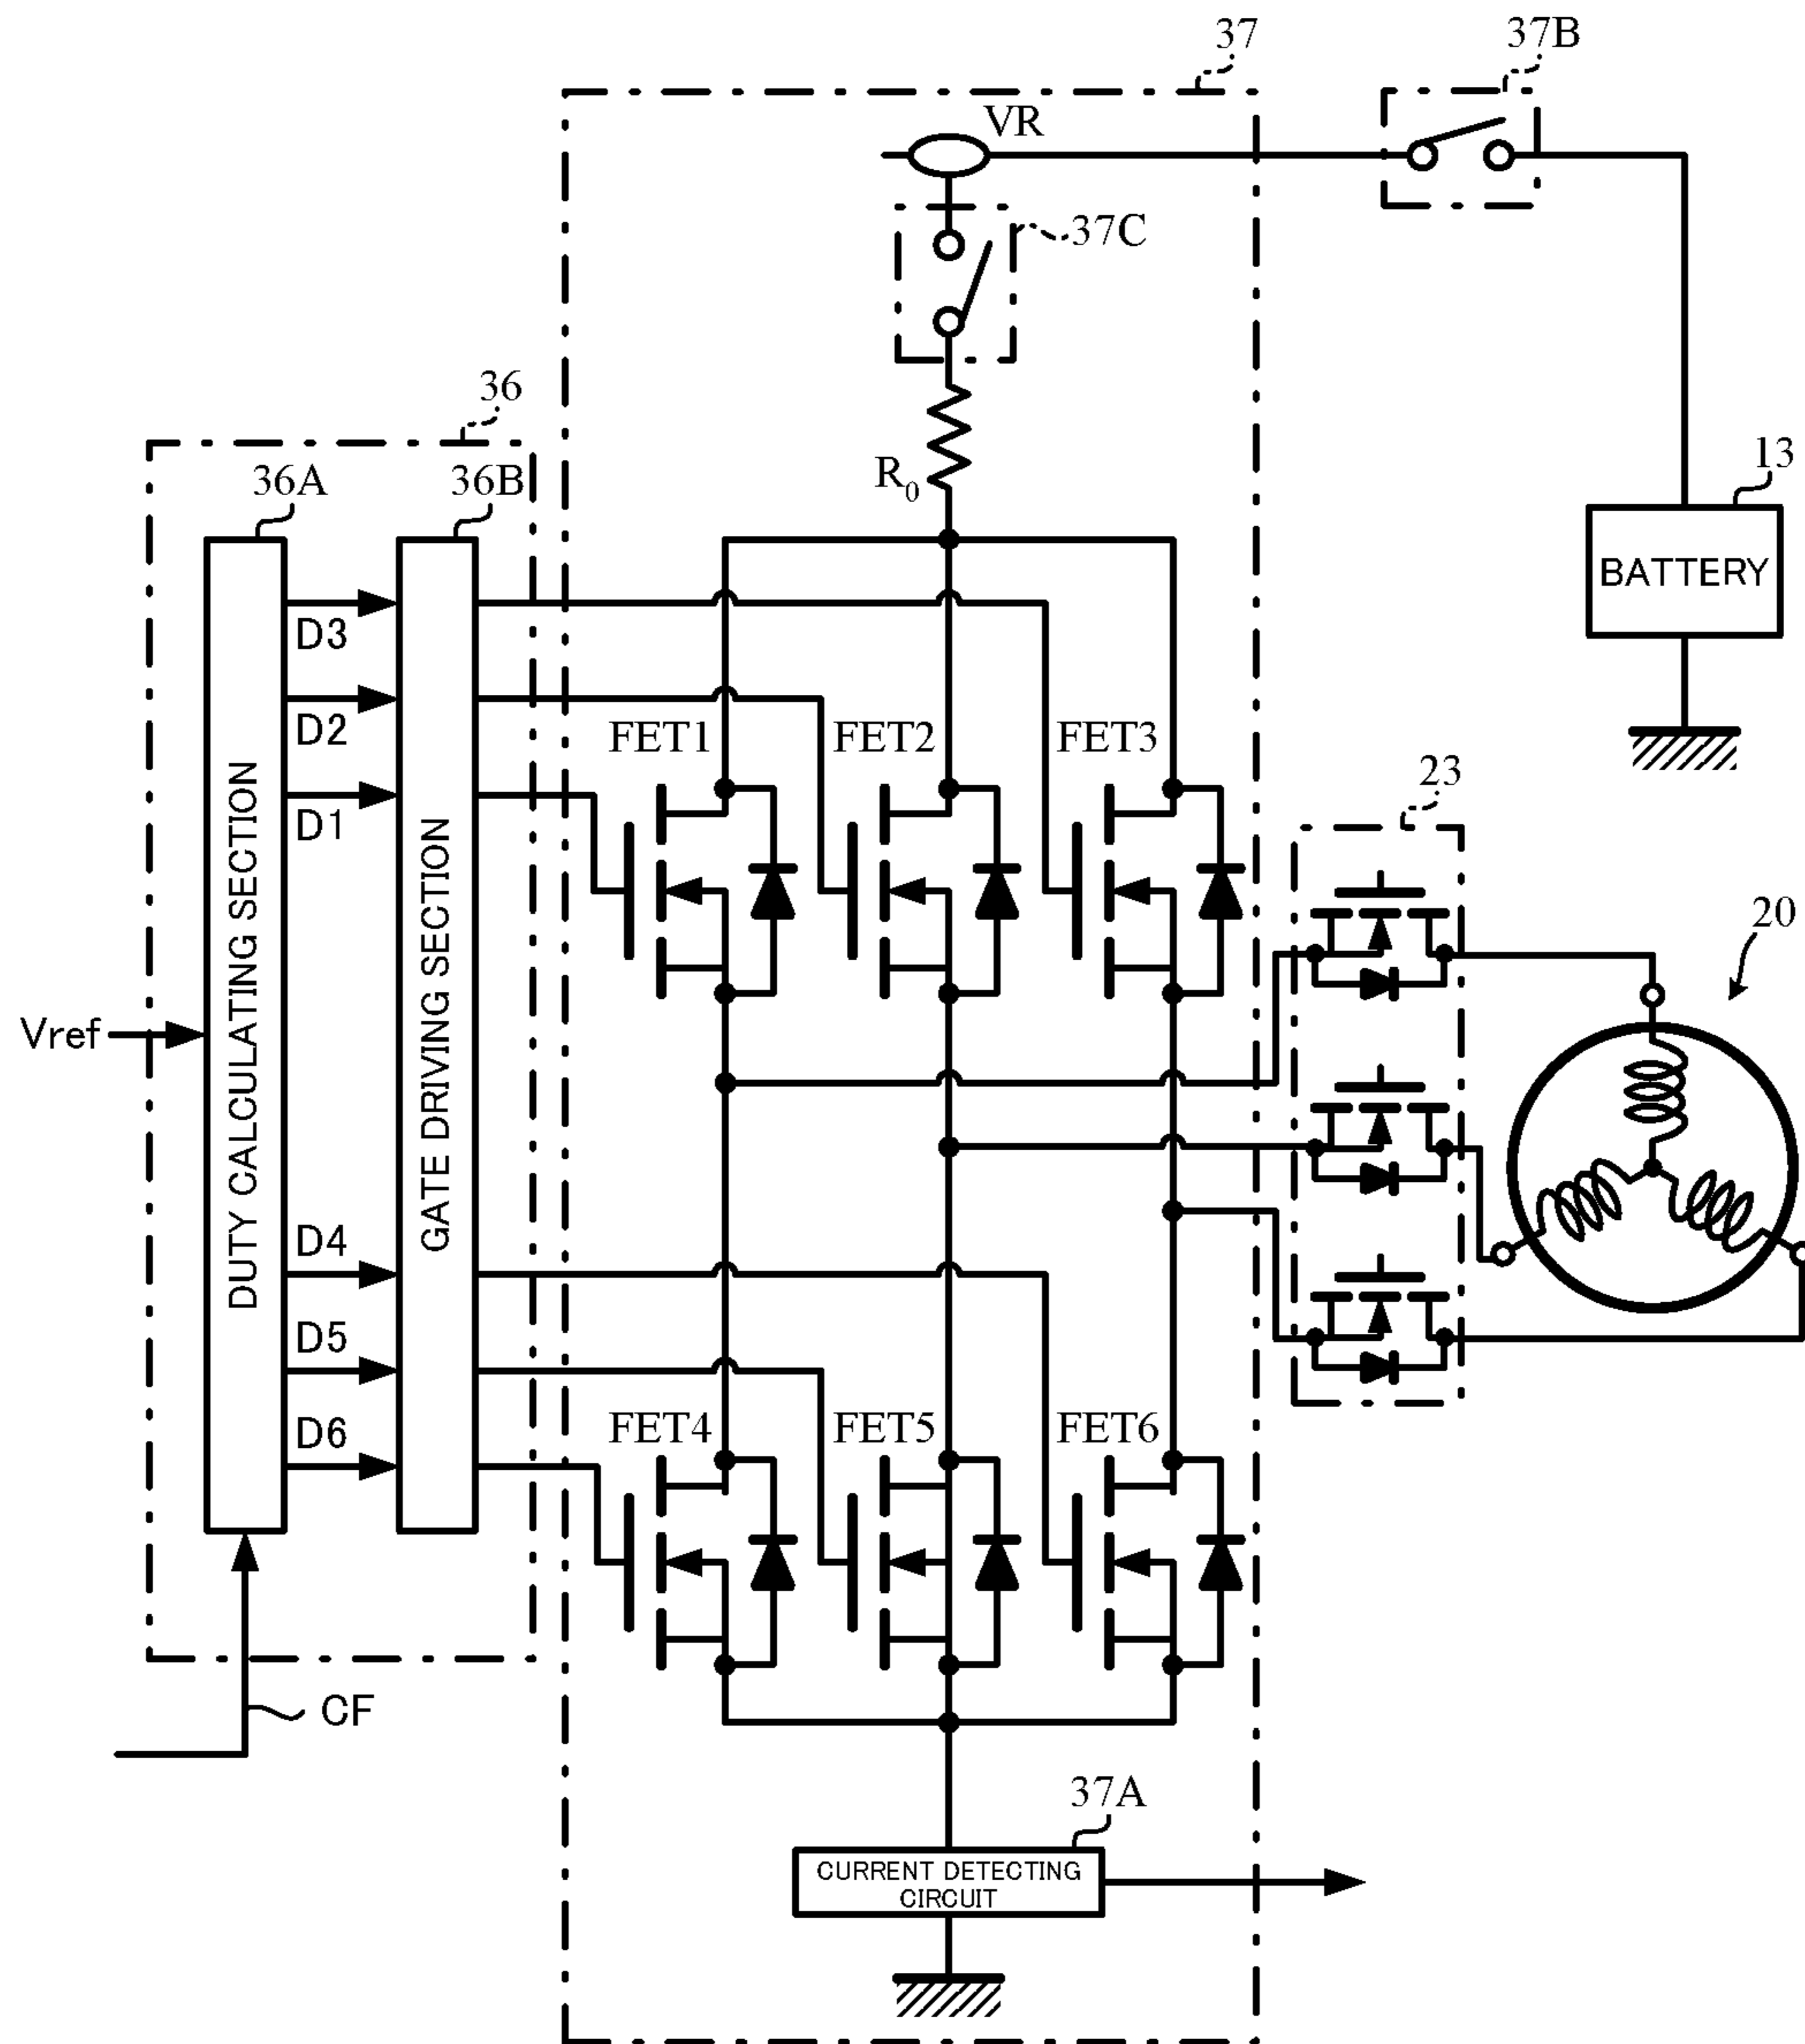 37
37B
VR
37C
36
R0
13
36A
36B
BATTERY
D3
D2
FET1
FET2
FET3
23
D1
20
DUTY CALCULATING SECTION
GATE DRIVING SECTION
Vref
D4
D5
D6
FET4
FET5
FET6
CF
37A
CURRENT DETECTING
CIRCUIT